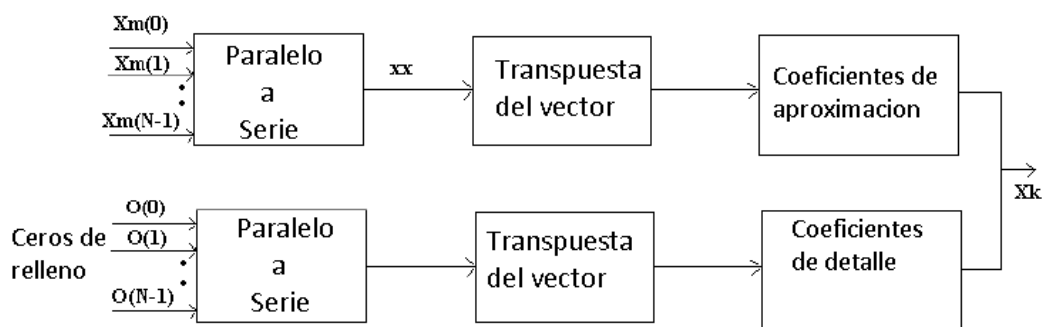 Xm(0)
Xm(1)
Xm(N-1)
Paralelo
a
Serie
xx
Transpuesta
del vector
Coeficientes de
aproximacion
Xk
Ceros de
relleno
O(0)
O(1)
O(N-1)
Paralelo
a
Serie
Transpuesta
del vector
Coeficientes
de detalle